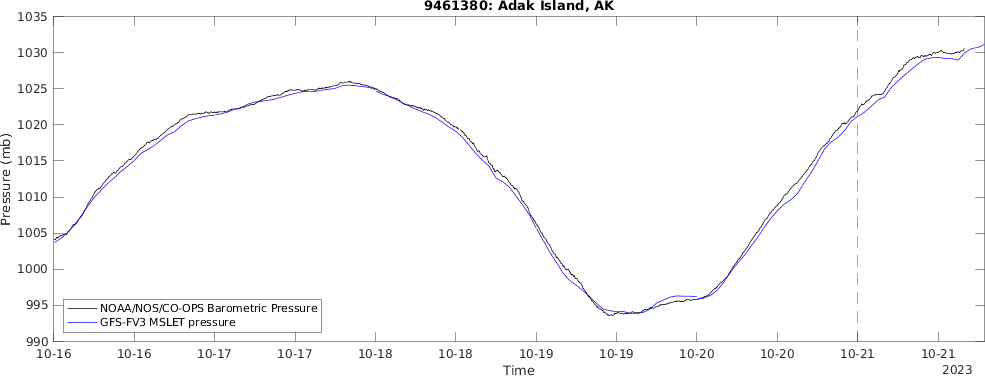 9461380: Adak Island, AK
Pressure (mb)
1035
1030
1025
1020
1015
1010
1005
1000
995
990
NOAA/NOS/CO-OPS Barometric Pressure
GFS-FV3 MSLET pressure
10-16 10-16 10-17 10-17 10-18 10-18 10-19 10-19 10-20 10-20 10-21 10-21
Time
2023